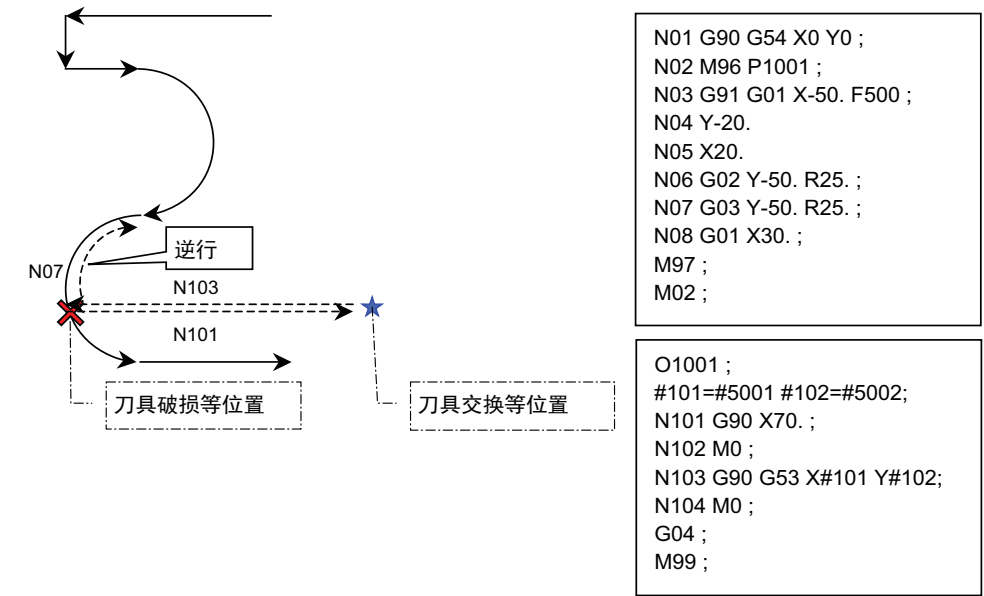 N07
逆行
N103
N101
刀具破损等位置
刀具交换等位置
N01 G90 G54 X0 Y0 ;
N02 M96 P1001 ;
N03 G91 G01 X-50. F500 ;
N04 Y-20.
N05 X20.
N06 G02 Y-50. R25. ;
N07 G03 Y-50. R25. ;
N08 G01 X30. ;
M97 ;
M02 ;
O1001 ;
#101=#5001 #102=#5002;
N101 G90 X70. ;
N102 M0 ;
N103 G90 G53 X#101 Y#102;
N104 M0 ;
G04 ;
M99 ;